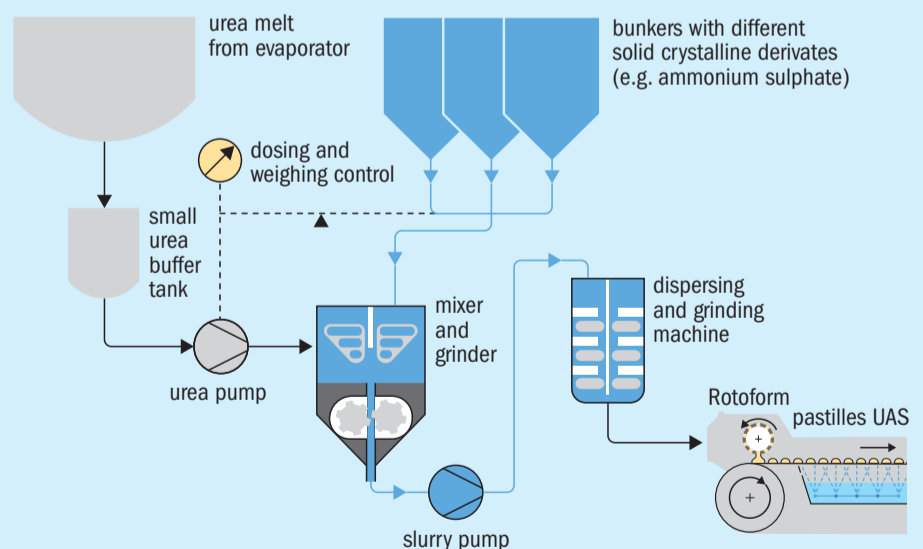 urea melt
from evaporator
bunkers with different
solid crystalline derivates
(e.g. ammonium sulphate)
dosing and
weighing control
small
urea
buffer
tank
urea pump
mixer
and
grinder
dispersing
and grinding
machine
slurry pump
Rotoform
pastilles UAS